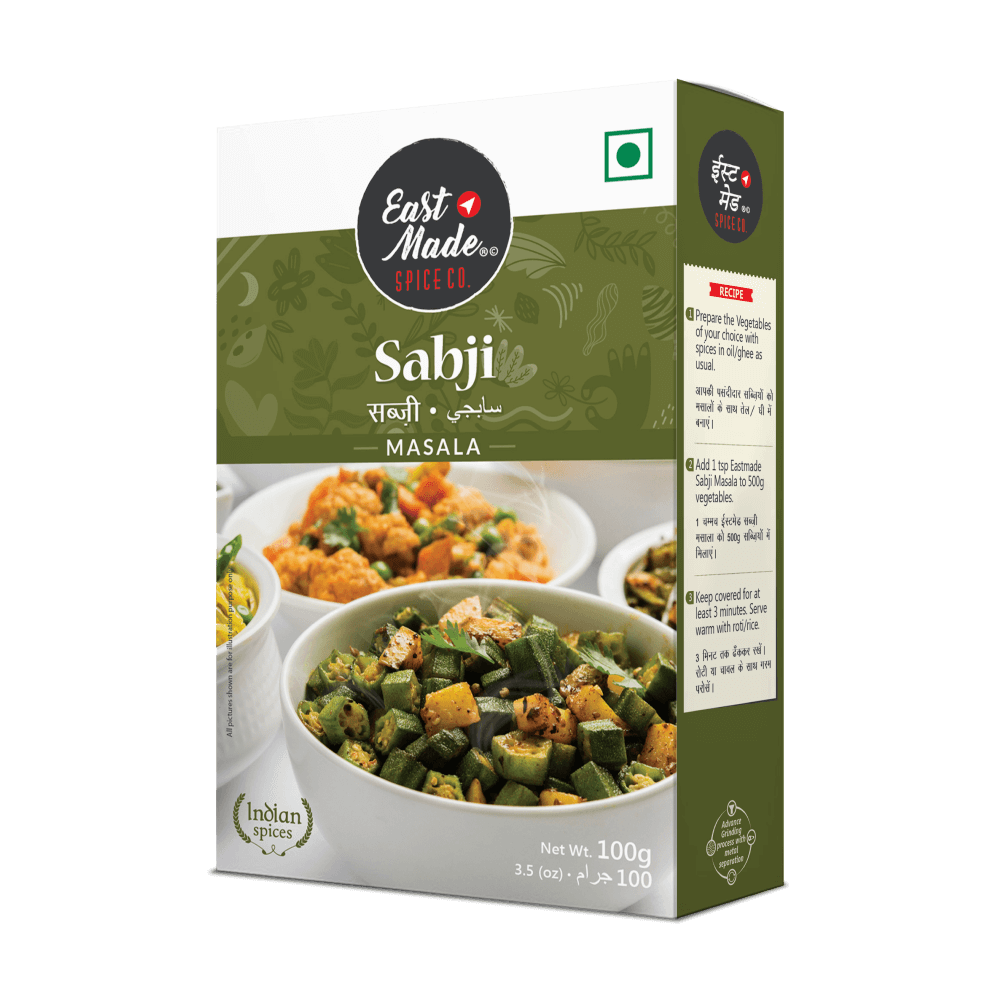 East
Made®©
SPICE CO.
Sabji
सब्ज़ी • سابجي
MASALA
All pictures shown are for illustration purpose only
Indian
spices
Net Wt. 100g
3.5 (oz) • 100 جرام
ईस्ट
मेड ®©
SPICE CO.
RECIPE
1 Prepare the Vegetables
of your choice with
spices in oil/ghee as
usual.
आपकी पसंदीदार सब्जियों को
मसालों के साथ तेल/ घी में
बनाएं।
2 Add 1 tsp Eastmade
Sabji Masala to 500g
vegetables.
1 चम्मच ईस्टमेड सब्जी
मसाला को 500g सब्जियों में
मिलाएं।
3 Keep covered for at
least 3 minutes. Serve
warm with roti/rice.
3 मिनट तक ढँककर रखें।
रोटी या चावल के साथ गरम
परोसें।
Advance
Grinding
process with
metal
separation